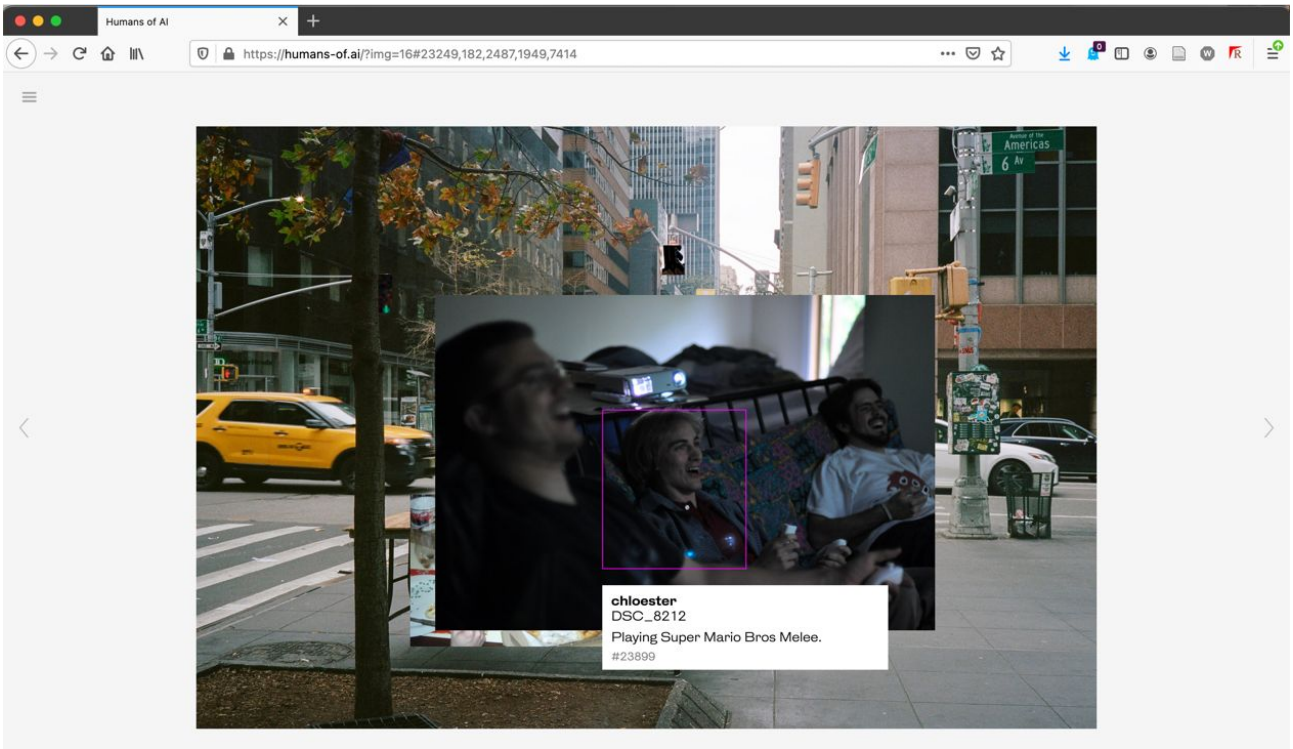 Humans of AI
https://humans-of.ai/?img=16#23249,182,2487,1949,7414
0
W
R
Avenue of the
Americas
6 Av
chloester
DSC_8212
Playing Super Mario Bros Melee.
#23899